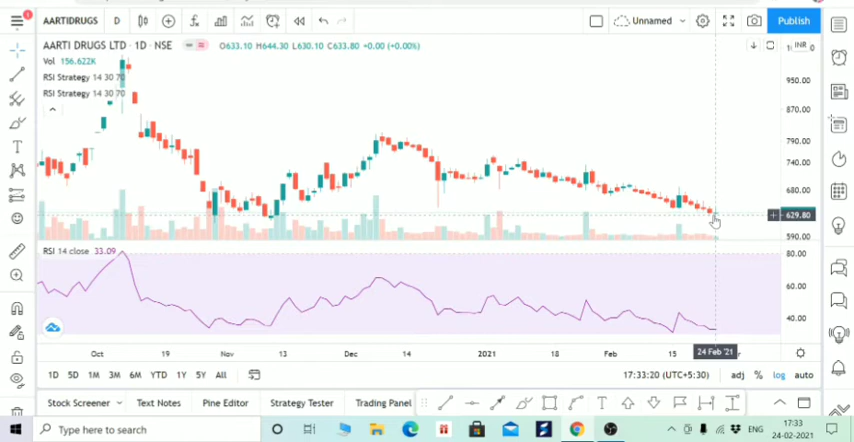 AARTIDRUGS D Unnamed Publish
AARTI DRUGS LTD · 1D · NSE O633.10 H644.30 L630.10 C633.80 +0.00 (+0.00%) INR
Vol 156.622K
RSI Strategy 14 30 70
RSI Strategy 14 30 70
950.00
870.00
790.00
740.00
680.00
629.80
590.00
RSI 14 close 33.09
80.00
60.00
40.00
Oct 19 Nov 13 Dec 14 2021 18 Feb 15 24 Feb '21
1D 5D 1M 3M 6M YTD 1Y 5Y All 17:33:20 (UTC+5:30) adj % log auto
Stock Screener Text Notes Pine Editor Strategy Tester Trading Panel
Type here to search ENG 17:33
24-02-2021